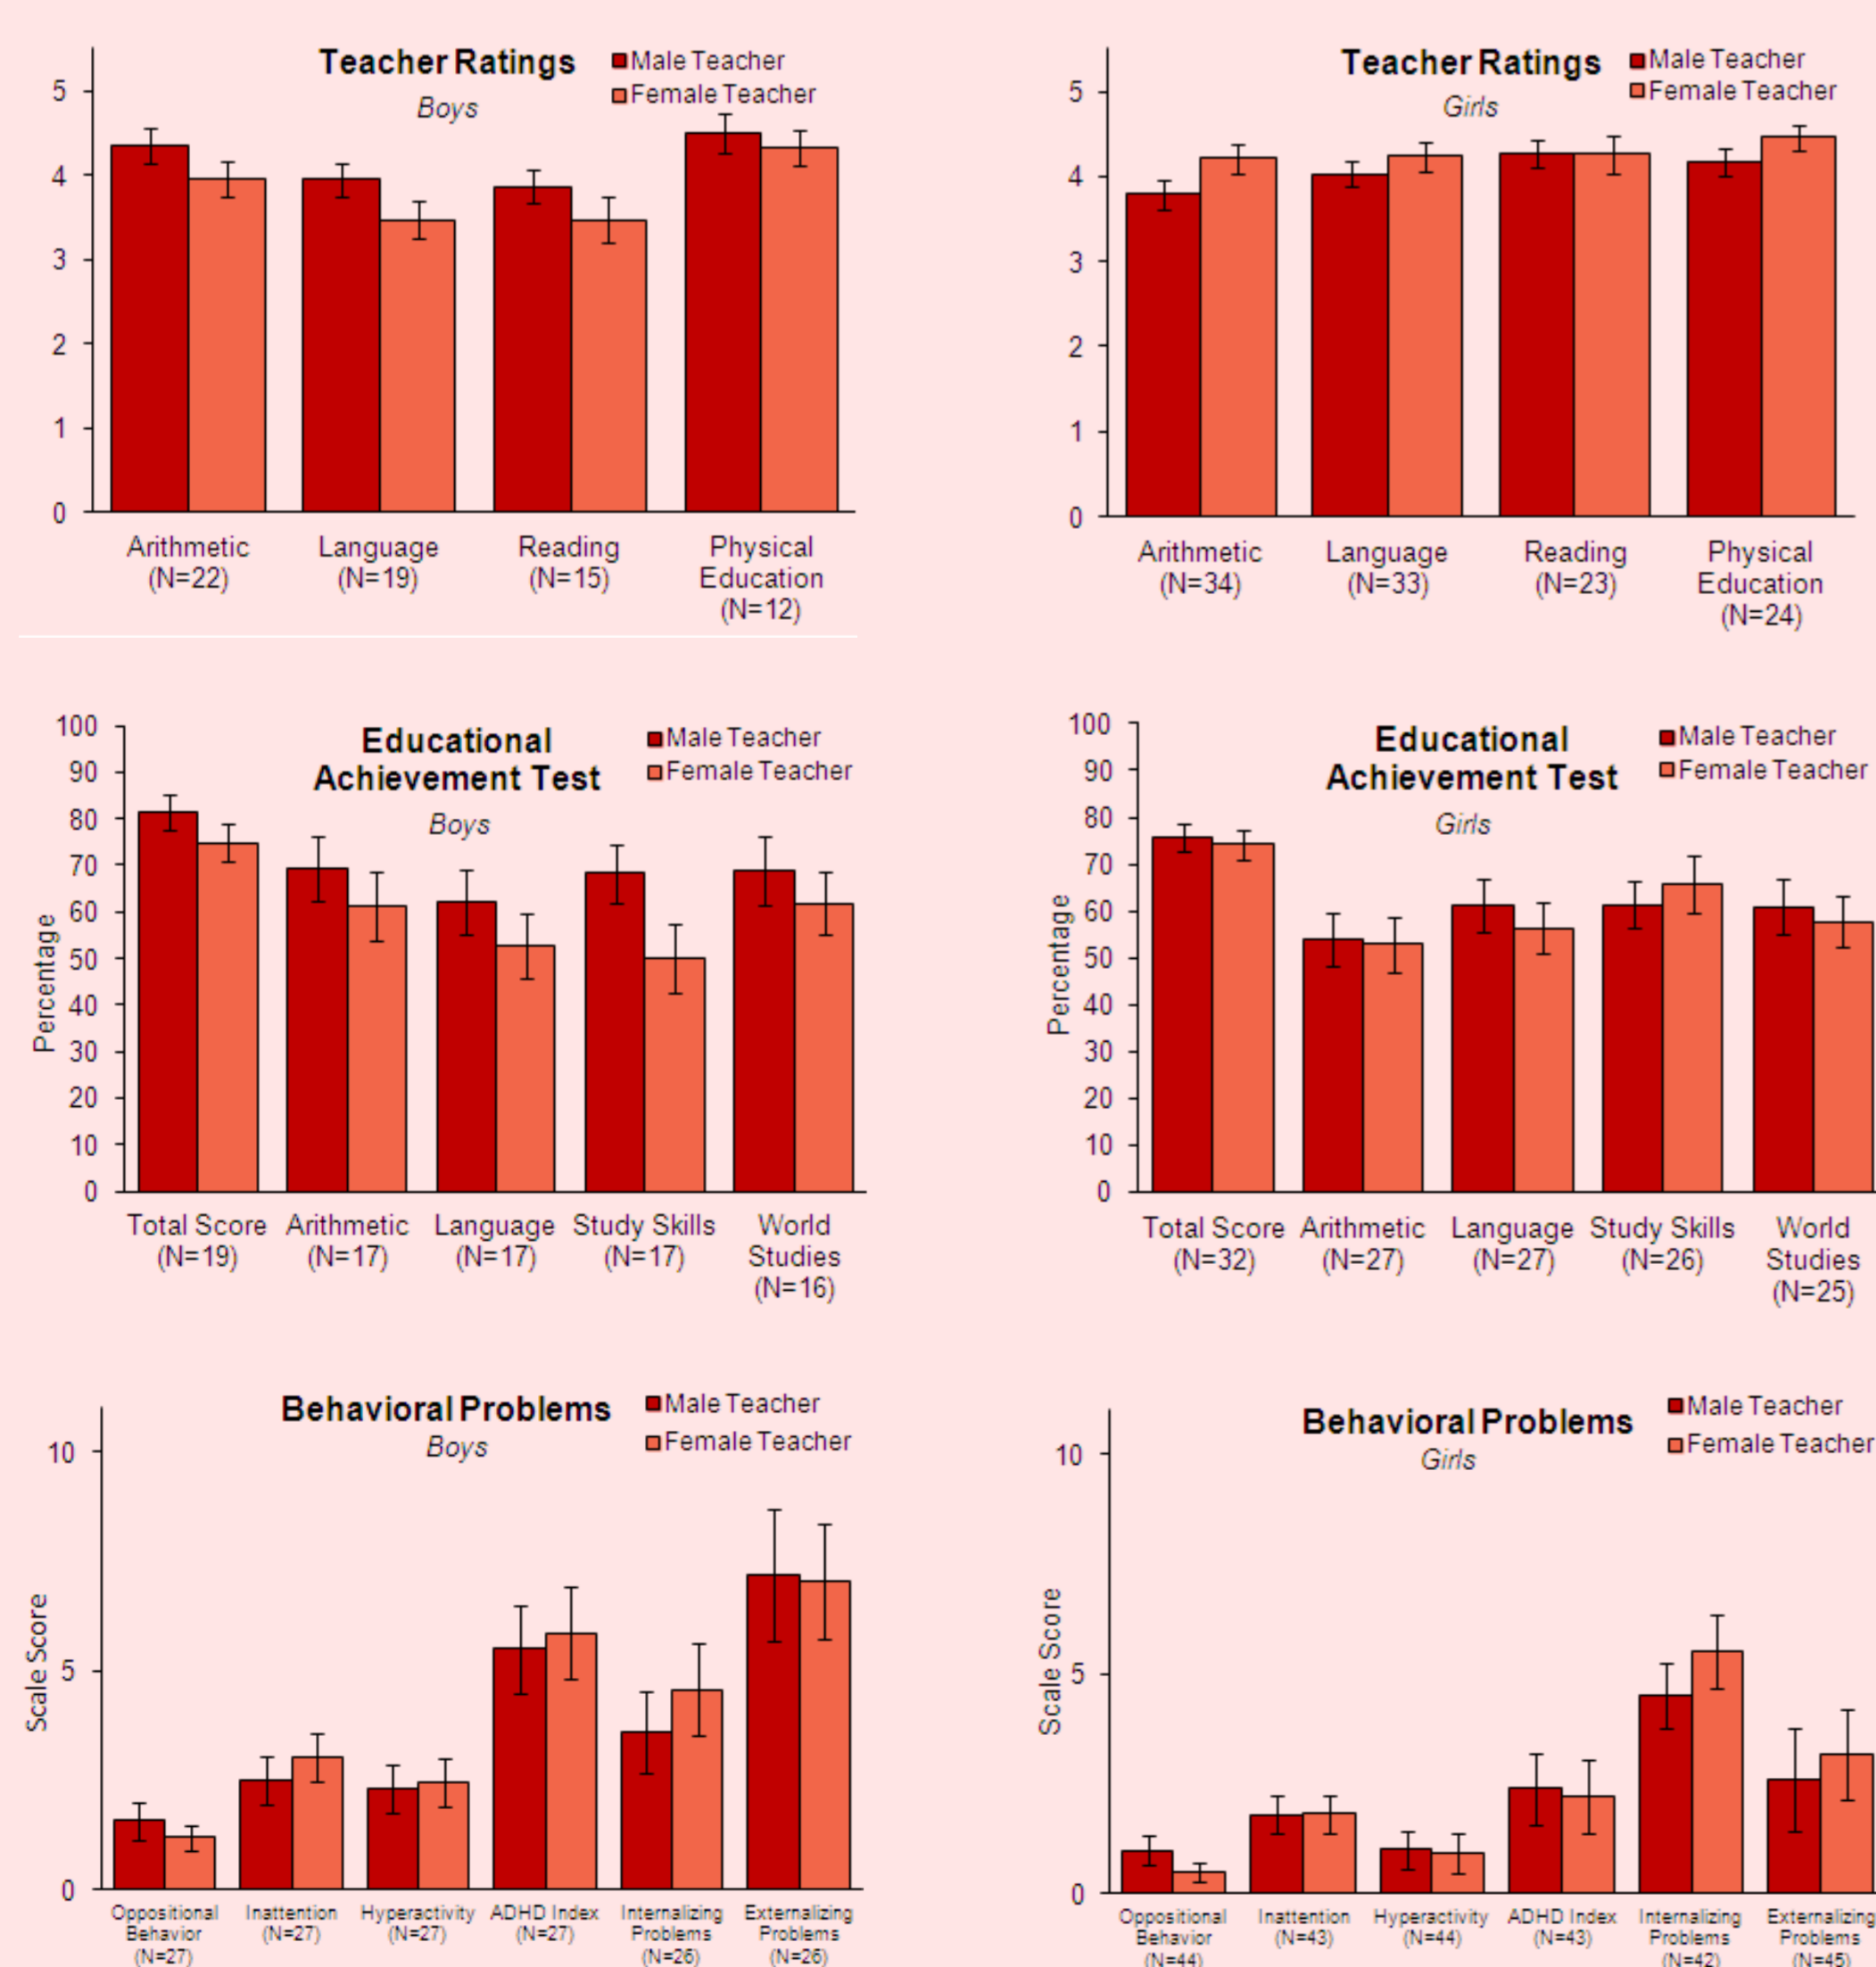 Teacher Ratings
Boys
Male Teacher
Female Teacher
5
4
3
2
1
0
Arithmetic
(N=22)
Language
(N=19)
Reading
(N=15)
Physical
Education
(N=12)
Teacher Ratings
Girls
Male Teacher
Female Teacher
5
4
3
2
1
0
Arithmetic
(N=34)
Language
(N=33)
Reading
(N=23)
Physical
Education
(N=24)
Educational
Achievement Test
Boys
Male Teacher
Female Teacher
Percentage
100
90
80
70
60
50
40
30
20
10
0
Total Score
(N=19)
Arithmetic
(N=17)
Language
(N=17)
Study Skills
(N=17)
World
Studies
(N=16)
Educational
Achievement Test
Girls
Male Teacher
Female Teacher
Percentage
100
90
80
70
60
50
40
30
20
10
0
Total Score
(N=32)
Arithmetic
(N=27)
Language
(N=27)
Study Skills
(N=26)
World
Studies
(N=25)
Behavioral Problems
Boys
Male Teacher
Female Teacher
Scale Score
10
5
0
Oppositional
Behavior
(N=27)
Inattention
(N=27)
Hyperactivity
(N=27)
ADHD Index
(N=27)
Internalizing
Problems
(N=26)
Externalizing
Problems
(N=26)
Behavioral Problems
Girls
Male Teacher
Female Teacher
Scale Score
10
5
0
Oppositional
Behavior
(N=44)
Inattention
(N=43)
Hyperactivity
(N=44)
ADHD Index
(N=43)
Internalizing
Problems
(N=42)
Externalizing
Problems
(N=45)